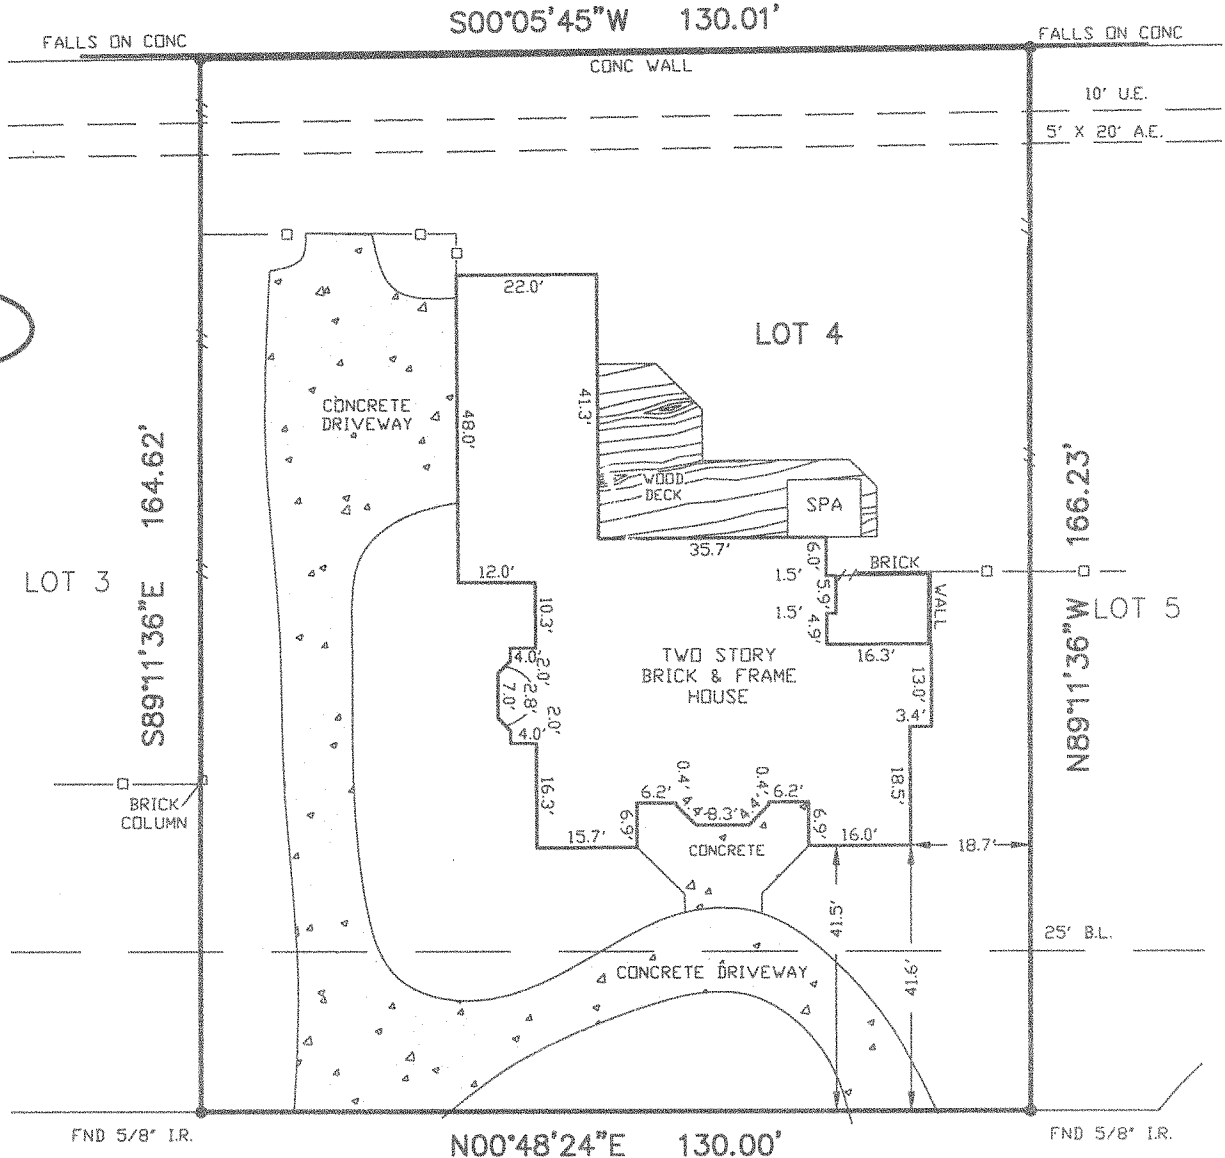 S00°05'45"W 130.01'
FALLS ON CONC
FALLS ON CONC
CONC WALL
10' U.E.
5' X 20' A.E.
22.0'
LOT 4
CONCRETE
DRIVEWAY
48.0'
41.3'
WOOD
DECK
SPA
S89°11'36"E 164.62'
N89°11'36"W 166.23'
LOT 3
LOT 5
35.7'
6.0'
BRICK
WALL
1.5'
5.9'
1.5'
4.9'
16.3'
12.0'
10.3'
4.0'
2.0'
7.0'
2.8'
2.0'
4.0'
TWO STORY
BRICK & FRAME
HOUSE
13.0'
3.4'
18.5'
BRICK
COLUMN
16.3'
15.7'
6.9'
6.2'
0.4'
4.4'
8.3'
4.4'
0.4'
6.2'
6.9'
CONCRETE
16.0'
18.7'
41.5'
41.6'
25' B.L.
CONCRETE DRIVEWAY
FND 5/8" I.R.
N00°48'24"E 130.00'
FND 5/8" I.R.